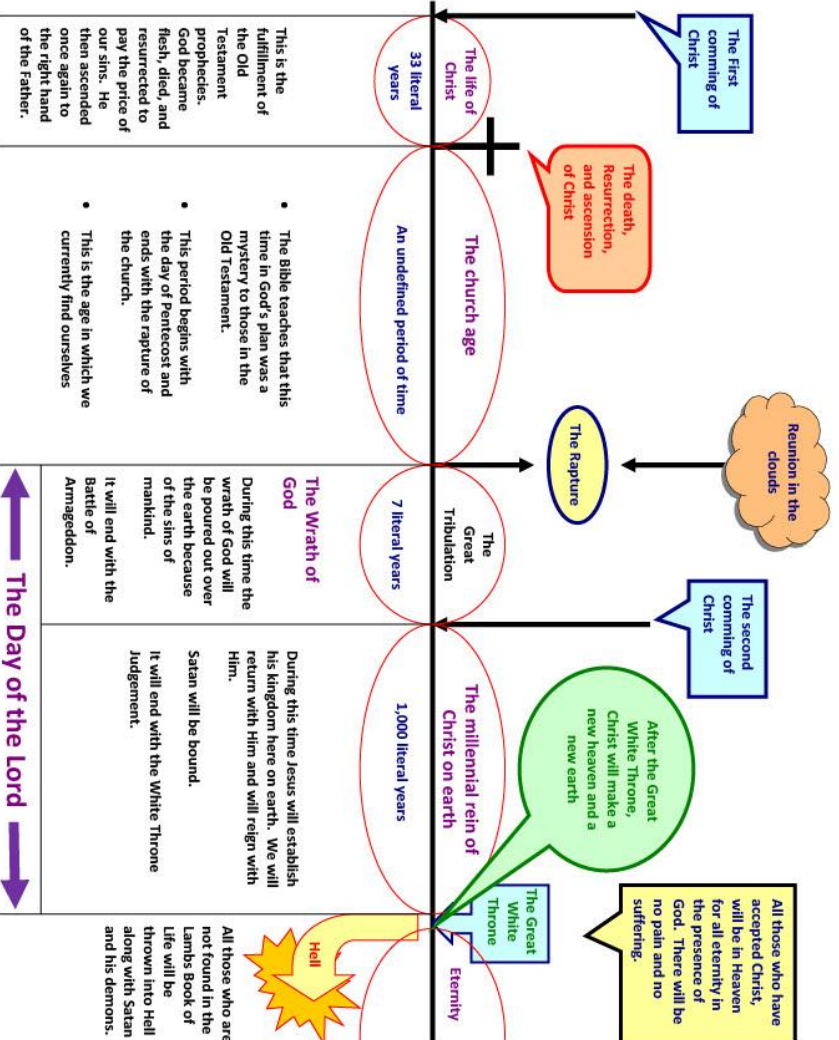 The First
comming of
Christ
The death,
Resurrection,
and ascension
of Christ
Reunion in the
clouds
The Rapture
The second
comming of
Christ
After the Great
White Throne,
Christ will make a
new heaven and a
new earth
All those who have
accepted Christ,
will be in Heaven
for all eternity in
the presence of
God. There will be
no pain and no
suffering.
The Great
White
Throne
The life of
Christ
33 literal
years
The church age
An undefined period of time
The
Great
Tribulation
7 literal years
The millennial rein of
Christ on earth
1,000 literal years
Eternity
This is the
fulfillment of
the Old
Testament
prophecies.
God became
flesh, died, and
resurrected to
pay the price of
our sins. He
then ascended
once again to
the right hand
of the Father.
• The Bible teaches that this
time in God's plan was a
mystery to those in the
Old Testament.
• This period begins with
the day of Pentecost and
ends with the rapture of
the church.
• This is the age in which we
currently find ourselves
The Wrath of
God
During this time the
wrath of God will
be poured out over
the earth because
of the sins of
mankind.
It will end with the
Battle of
Armageddon.
During this time Jesus will establish
his kingdom here on earth. We will
return with Him and will reign with
Him.
Satan will be bound.
It will end with the White Throne
Judgement.
Hell
All those who are
not found in the
Lambs Book of
Life will be
thrown into Hell
along with Satan
and his demons.
The Day of the Lord